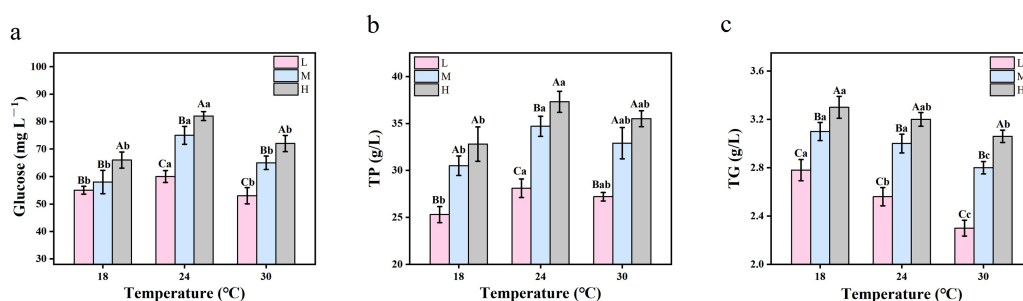 a
Glucose (mg L⁻¹)
100
90
80
70
60
50
40
30
L
M
H
Bb Bb Ab
Ca Ba Aa
Cb Bb Ab
18 24 30
Temperature (℃)
b
TP (g/L)
40
35
30
25
20
L
M
H
Bb Ab Ab
Ca Ba Aa
Bab Aab Aab
18 24 30
Temperature (℃)
c
TG (g/L)
3.6
3.2
2.8
2.4
2.0
L
M
H
Ca Ba Aa
Cb Ba Aab
Cc Bc Ab
18 24 30
Temperature (℃)